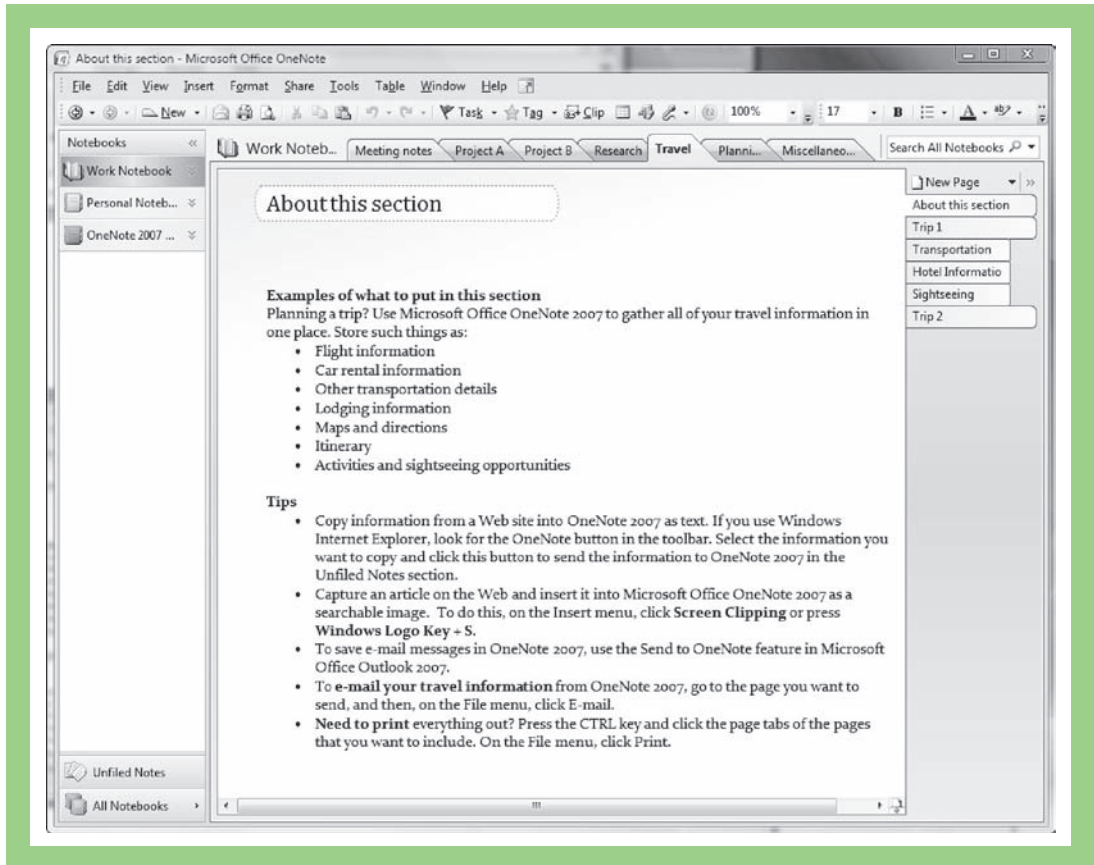 About this section - Microsoft Office OneNote
File Edit View Insert Format Share Tools Table Window Help
New Task Tag Clip 100% 17 B A ab
Notebooks
Work Noteb... Meeting notes Project A Project B Research Travel Planni... Miscellaneo... Search All Notebooks
Work Notebook
Personal Noteb...
OneNote 2007 ...
New Page
About this section
Trip 1
Transportation
Hotel Informatio
Sightseeing
Trip 2
About this section
Examples of what to put in this section
Planning a trip? Use Microsoft Office OneNote 2007 to gather all of your travel information in
one place. Store such things as:
• Flight information
• Car rental information
• Other transportation details
• Lodging information
• Maps and directions
• Itinerary
• Activities and sightseeing opportunities
Tips
• Copy information from a Web site into OneNote 2007 as text. If you use Windows
Internet Explorer, look for the OneNote button in the toolbar. Select the information you
want to copy and click this button to send the information to OneNote 2007 in the
Unfiled Notes section.
• Capture an article on the Web and insert it into Microsoft Office OneNote 2007 as a
searchable image. To do this, on the Insert menu, click Screen Clipping or press
Windows Logo Key + S.
• To save e-mail messages in OneNote 2007, use the Send to OneNote feature in Microsoft
Office Outlook 2007.
• To e-mail your travel information from OneNote 2007, go to the page you want to
send, and then, on the File menu, click E-mail.
• Need to print everything out? Press the CTRL key and click the page tabs of the pages
that you want to include. On the File menu, click Print.
Unfiled Notes
All Notebooks